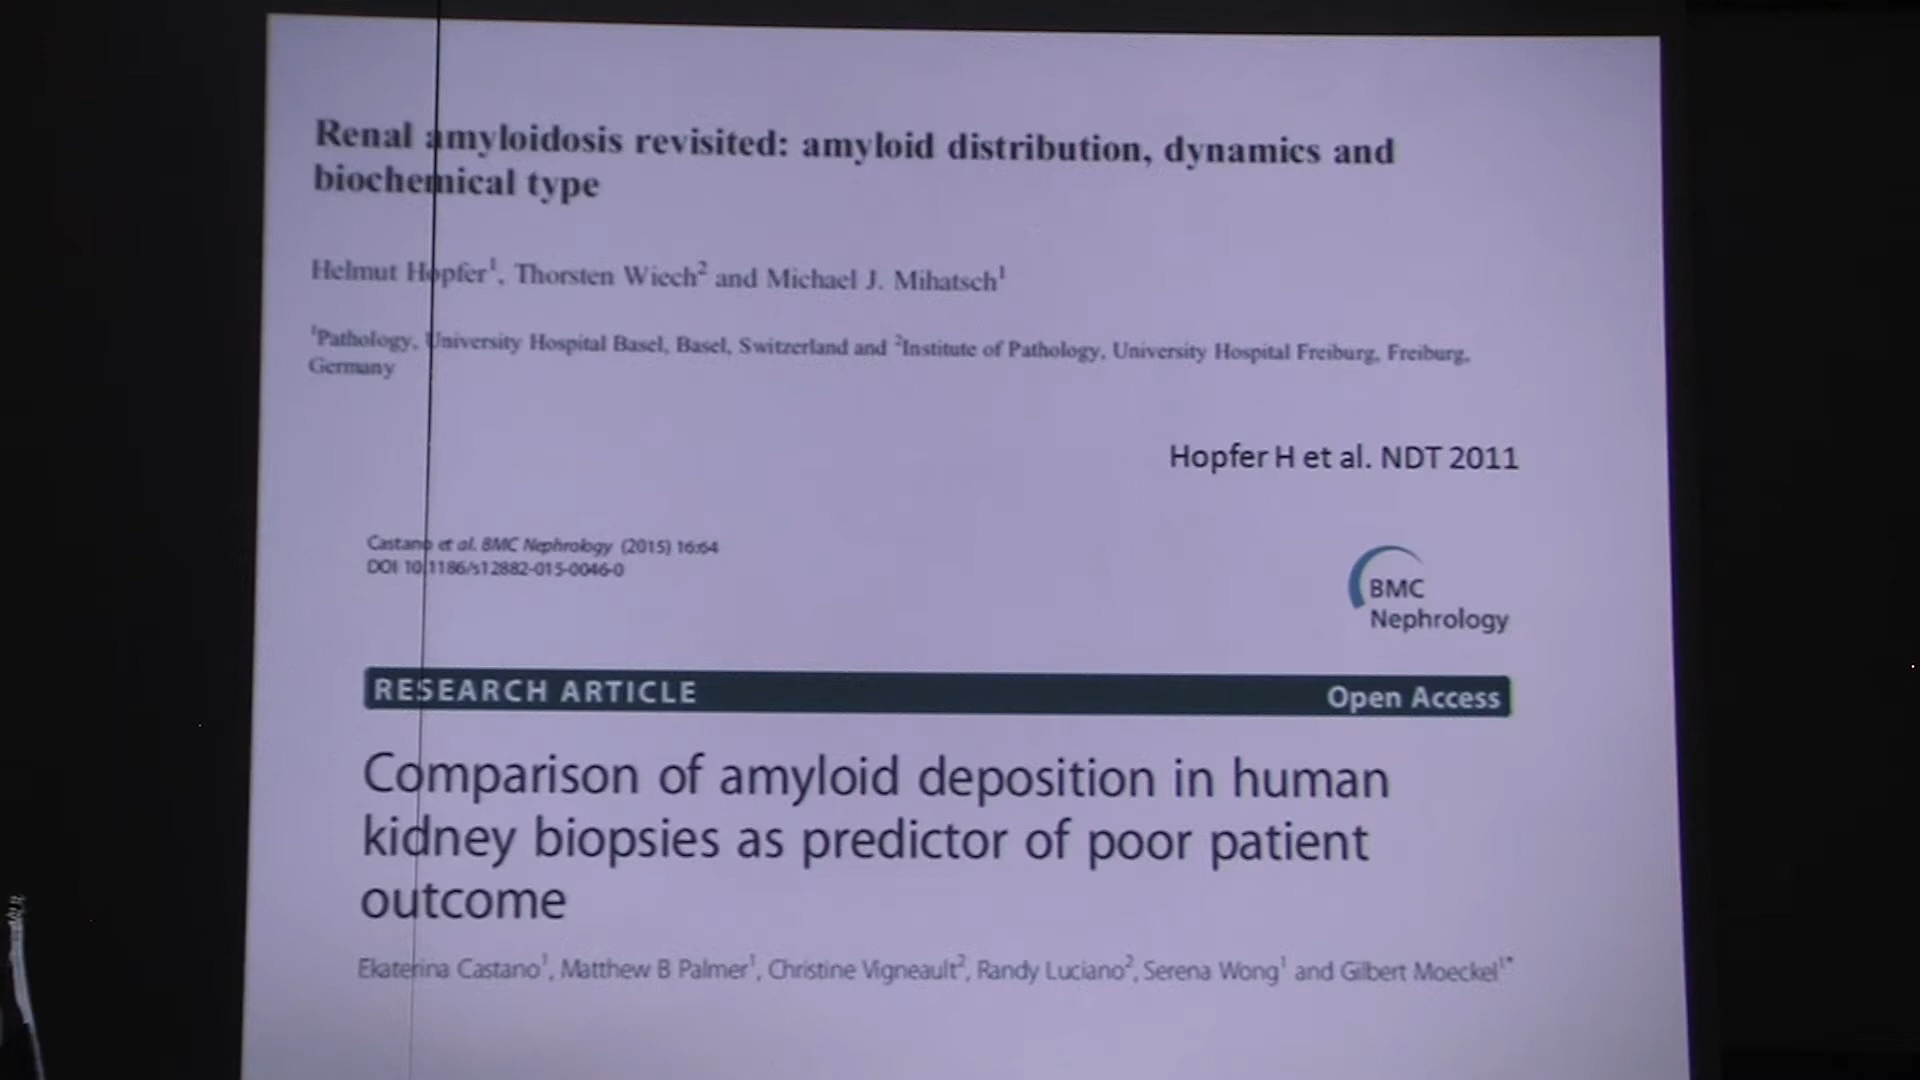 Renal amyloidosis revisited: amyloid distribution, dynamics and
biochemical type
Helmut Hopfer¹, Thorsten Wiech² and Michael J. Mihatsch¹
¹Pathology, University Hospital Basel, Basel, Switzerland and ²Institute of Pathology, University Hospital Freiburg, Freiburg,
Germany
Hopfer H et al. NDT 2011
Castano et al. BMC Nephrology (2015) 16:64
DOI 10.1186/s12882-015-0046-0
BMC
Nephrology
RESEARCH ARTICLE Open Access
Comparison of amyloid deposition in human
kidney biopsies as predictor of poor patient
outcome
Ekaterina Castano¹, Matthew B Palmer¹, Christine Vigneault², Randy Luciano², Serena Wong¹ and Gilbert Moeckel¹*